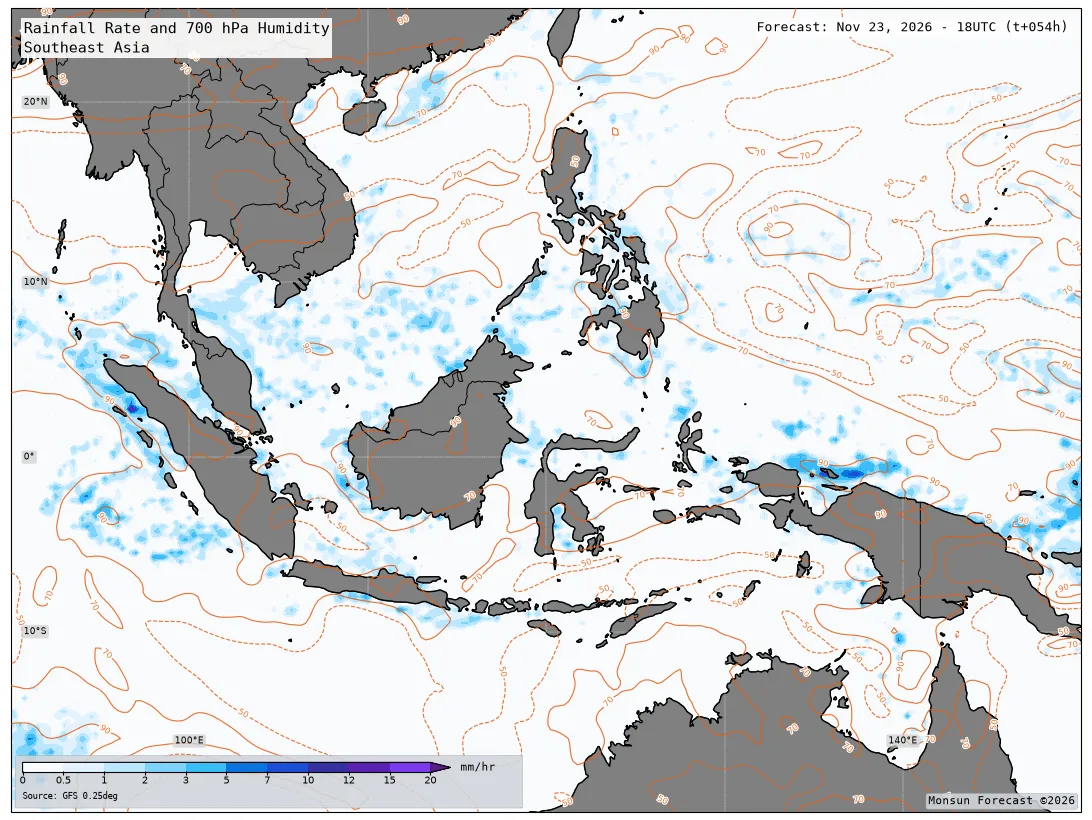 Rainfall Rate and 700 hPa Humidity
Southeast Asia
Forecast: Nov 23, 2026 - 18UTC (t+054h)
20°N
10°N
0°
10°S
100°E
140°E
mm/hr
0 0.5 1 2 3 5 7 10 12 15 20
Source: GFS 0.25deg
Monsun Forecast ©2026